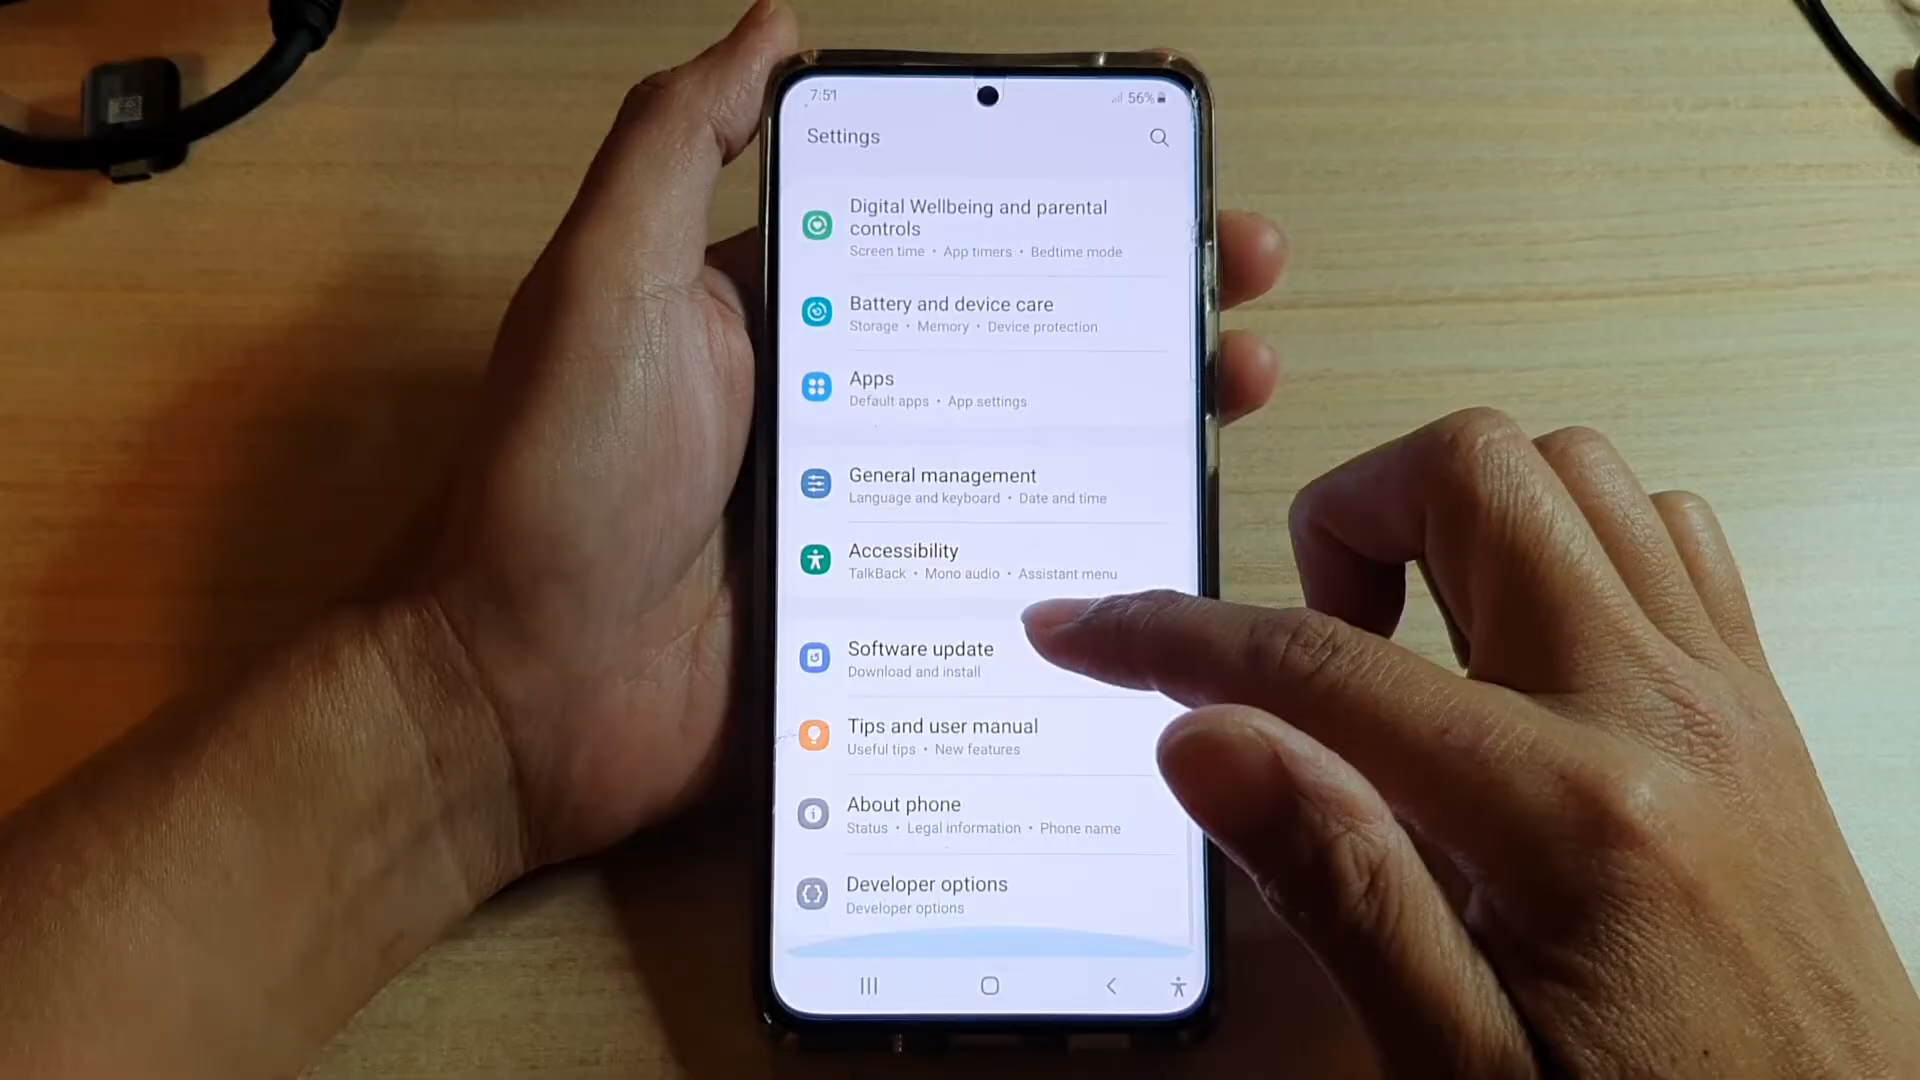 7:51
56%
Settings
Digital Wellbeing and parental
controls
Screen time • App timers • Bedtime mode
Battery and device care
Storage • Memory • Device protection
Apps
Default apps • App settings
General management
Language and keyboard • Date and time
Accessibility
TalkBack • Mono audio • Assistant menu
Software update
Download and install
Tips and user manual
Useful tips • New features
About phone
Status • Legal information • Phone name
Developer options
Developer options